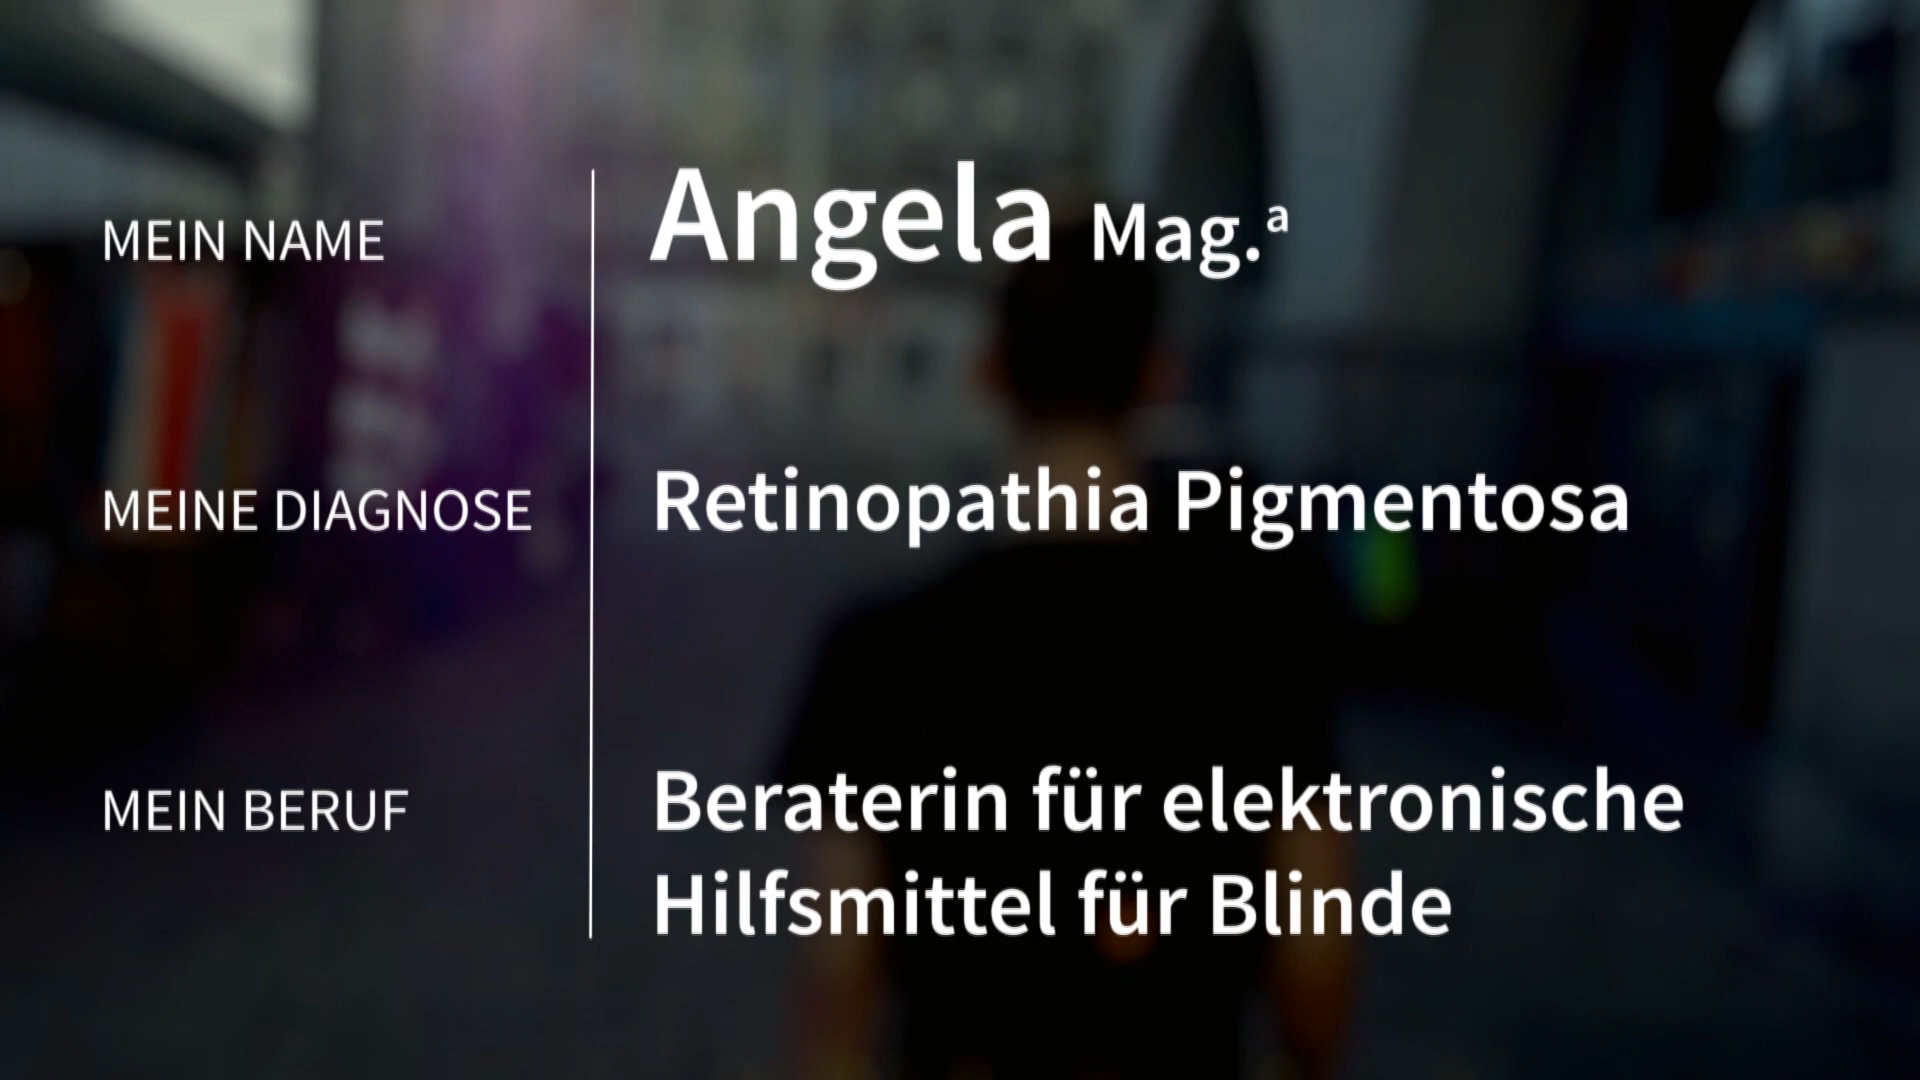 MEIN NAME
Angela Mag.ª
MEINE DIAGNOSE
Retinopathia Pigmentosa
MEIN BERUF
Beraterin für elektronische
Hilfsmittel für Blinde